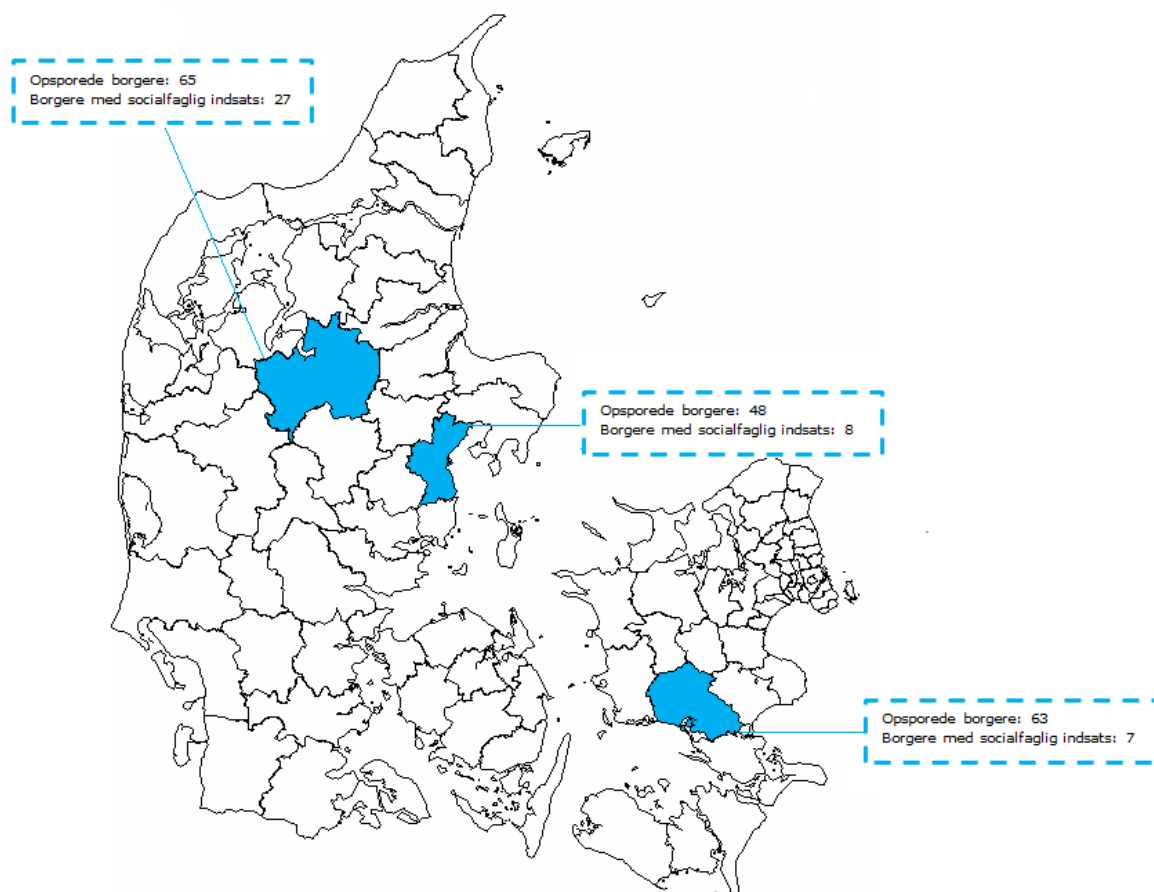 Opsporede borgere: 65
Borgere med socialfaglig indsats: 27
Opsporede borgere: 48
Borgere med socialfaglig indsats: 8
Opsporede borgere: 63
Borgere med socialfaglig indsats: 7